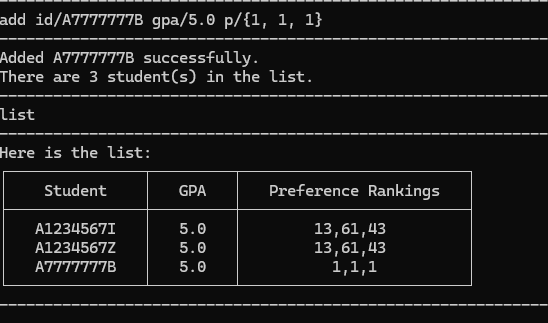 add id/A7777777B gpa/5.0 p/{1, 1, 1}
Added A7777777B successfully.
There are 3 student(s) in the list.
list
Here is the list:
Student GPA Preference Rankings
A1234567I 5.0 13,61,43
A1234567Z 5.0 13,61,43
A7777777B 5.0 1,1,1